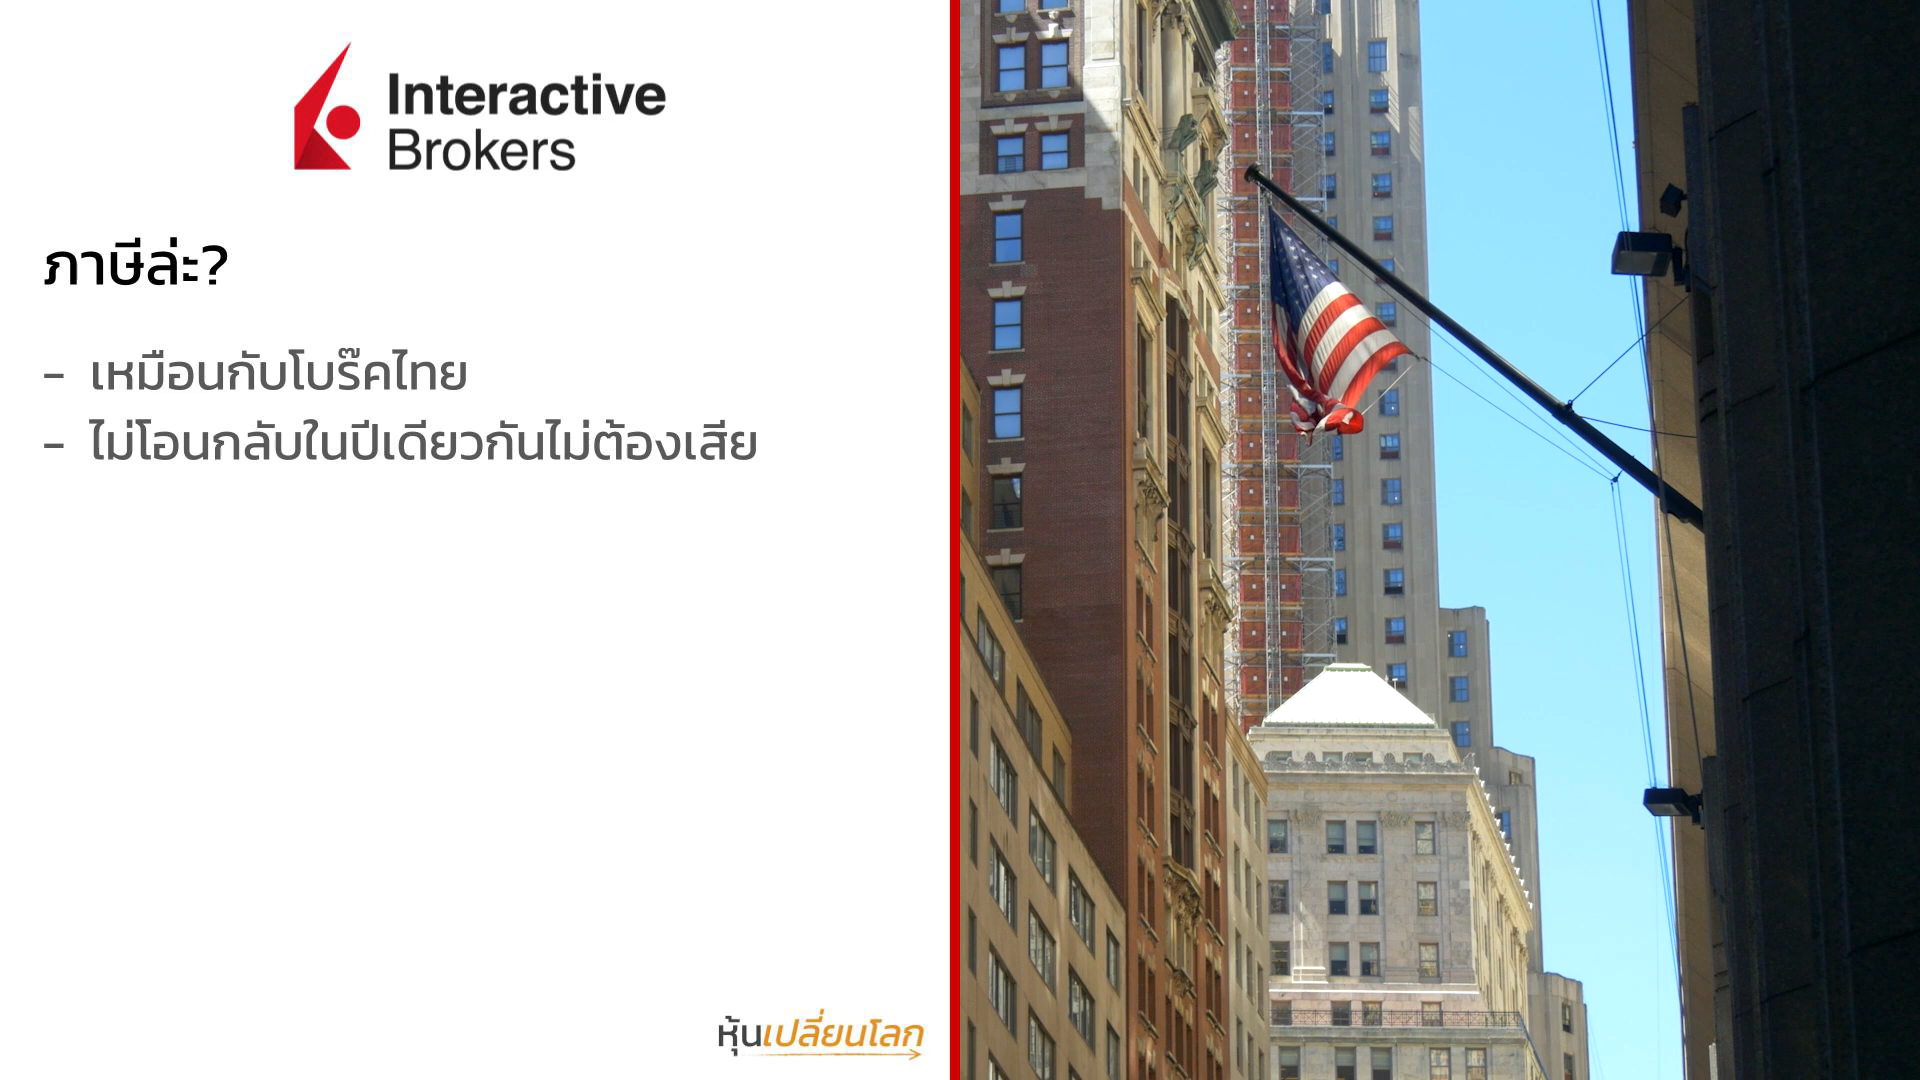 Interactive
Brokers
ภาษีล่ะ?
- เหมือนกับโบร๊คไทย
- ไม่โอนกลับในปีเดียวกันไม่ต้องเสีย
หุ้นเปลี่ยนโลก